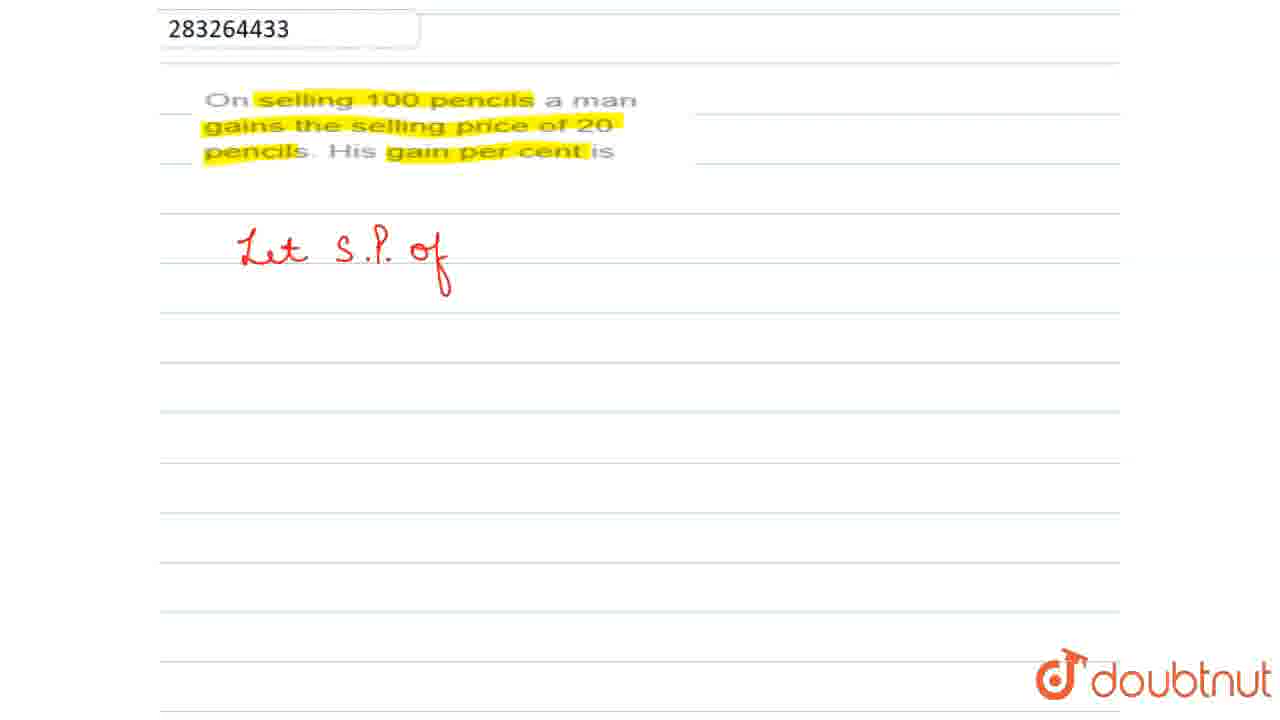 283264433
On selling 100 pencils a man
gains the selling price of 20
pencils. His gain per cent is
Let S.P. of
doubtnut